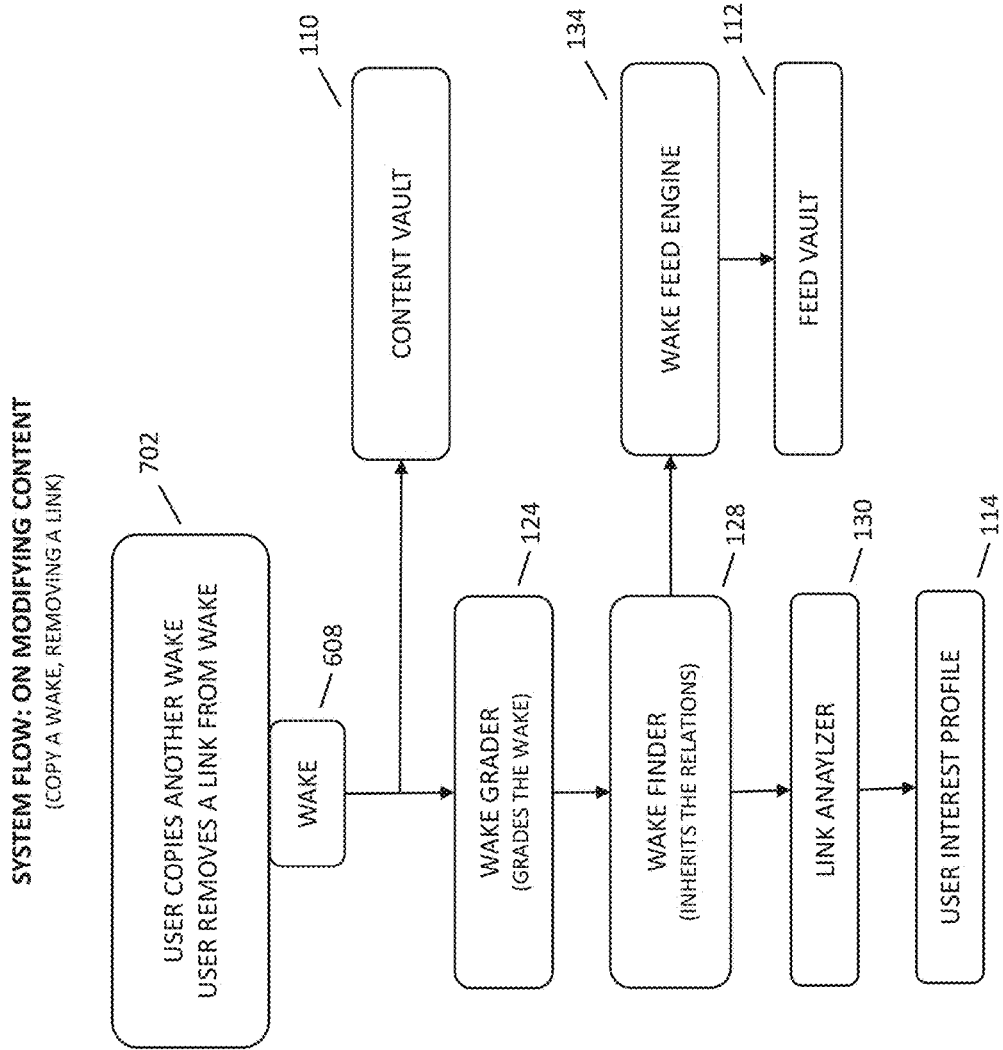 SYSTEM FLOW: ON MODIFYING CONTENT
(COPY A WAKE, REMOVING A LINK)
702
USER COPIES ANOTHER WAKE
USER REMOVES A LINK FROM WAKE
608
WAKE
110
CONTENT VAULT
124
WAKE GRADER
(GRADES THE WAKE)
128
WAKE FINDER
(INHERITS THE RELATIONS)
134
WAKE FEED ENGINE
112
FEED VAULT
130
LINK ANAYLZER
114
USER INTEREST PROFILE